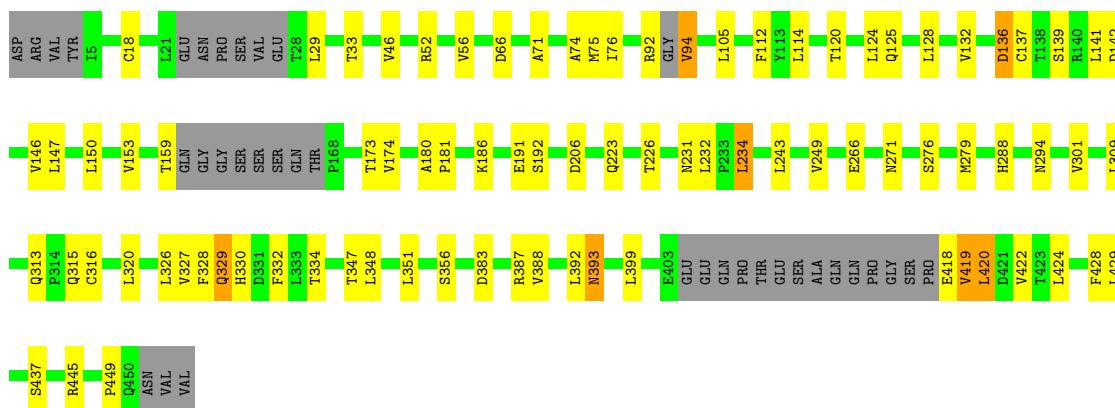 ASP ARG VAL TYR I5 C18 L21 GLU ASN PRO SER VAL GLU T28 L29 T33 V46 R52 V56 D66 A71 A74 M75 I76 R92 GLY V94 L105 F112 Y113 L114 T120 L124 Q125 L128 V132 D136 C137 T138 S139 R140 L141 D142
V146 L147 L150 V153 T159 GLN GLY GLY SER SER SER GLN THR P168 T173 V174 A180 P181 K186 E191 S192 D206 Q223 T226 N231 L232 P233 L234 L243 V249 E266 N271 S276 M279 H288 N294 V301 L309
Q313 P314 Q315 C316 L320 L326 V327 F328 Q329 H330 D331 F332 L333 T334 T347 L348 L351 S356 D383 R387 V388 L392 N393 L399 E403 GLU GLU GLN PRO THR GLU SER ALA GLN GLN PRO GLY SER PRO E418 V419 L420 D421 V422 T423 L424 F428 L429
S437 R445 P449 Q450 ASN VAL VAL